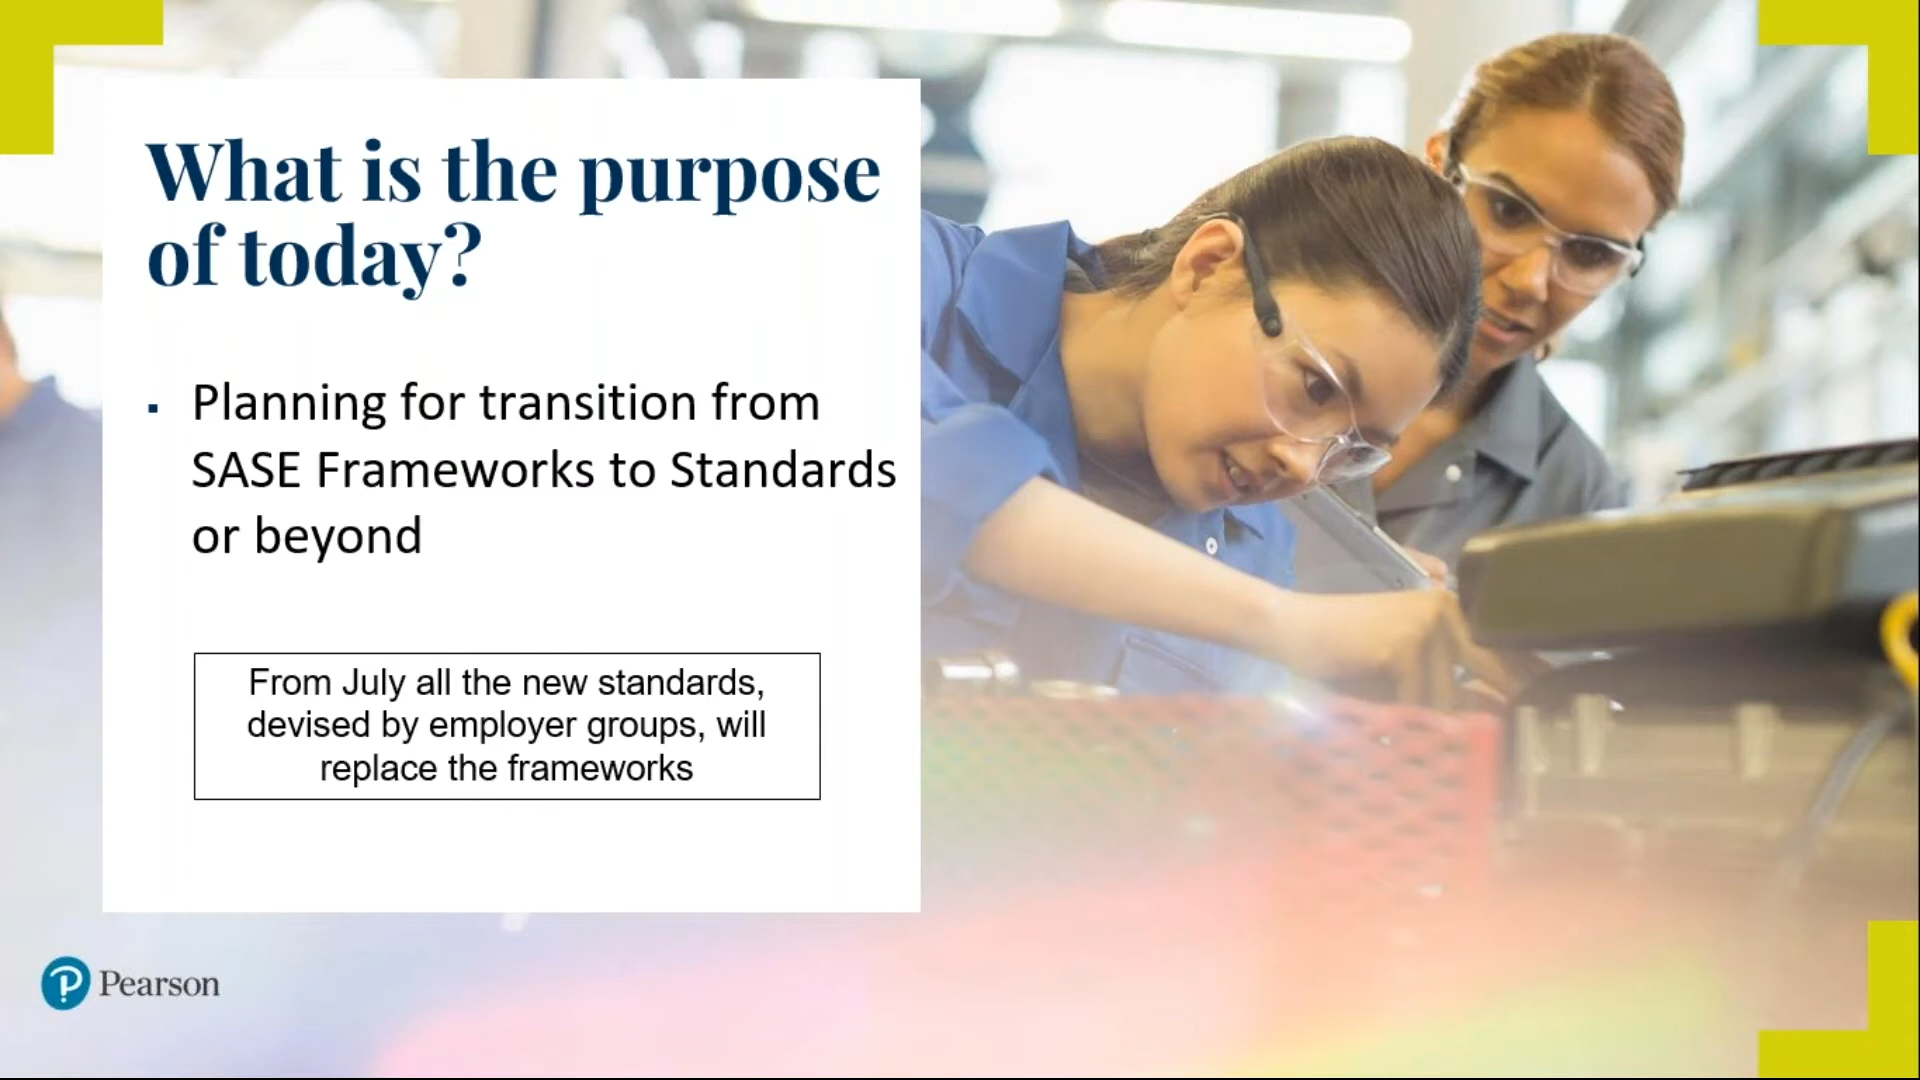 What is the purpose
of today?
▪ Planning for transition from
SASE Frameworks to Standards
or beyond
From July all the new standards,
devised by employer groups, will
replace the frameworks
Pearson